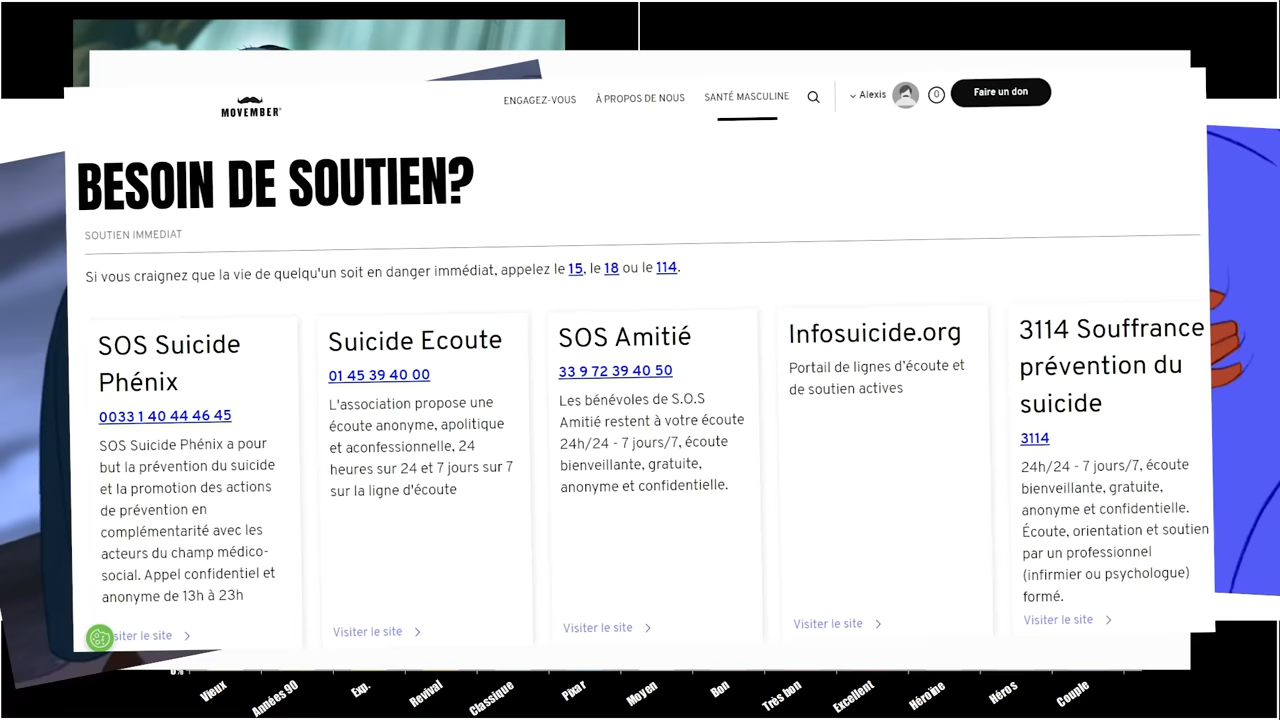 MOVEMBER®
ENGAGEZ-VOUS À PROPOS DE NOUS SANTÉ MASCULINE Alexis 0 Faire un don
BESOIN DE SOUTIEN?
SOUTIEN IMMEDIAT
Si vous craignez que la vie de quelqu'un soit en danger immédiat, appelez le 15, le 18 ou le 114.
SOS Suicide
Phénix
0033 1 40 44 46 45
SOS Suicide Phénix a pour
but la prévention du suicide
et la promotion des actions
de prévention en
complémentarité avec les
acteurs du champ médico-
social. Appel confidentiel et
anonyme de 13h à 23h
siter le site
Suicide Ecoute
01 45 39 40 00
L'association propose une
écoute anonyme, apolitique
et aconfessionnelle, 24
heures sur 24 et 7 jours sur 7
sur la ligne d'écoute
Visiter le site
SOS Amitié
33 9 72 39 40 50
Les bénévoles de S.O.S
Amitié restent à votre écoute
24h/24 - 7 jours/7, écoute
bienveillante, gratuite,
anonyme et confidentielle.
Visiter le site
Infosuicide.org
Portail de lignes d'écoute et
de soutien actives
Visiter le site
3114 Souffrance
prévention du
suicide
3114
24h/24 - 7 jours/7, écoute
bienveillante, gratuite,
anonyme et confidentielle.
Écoute, orientation et soutien
par un professionnel
(infirmier ou psychologue)
formé.
Visiter le site
Vieux Années 90 Exp. Revival Classique Pixar Moyen Bon Très bon Excellent Héroïne Héros Couple